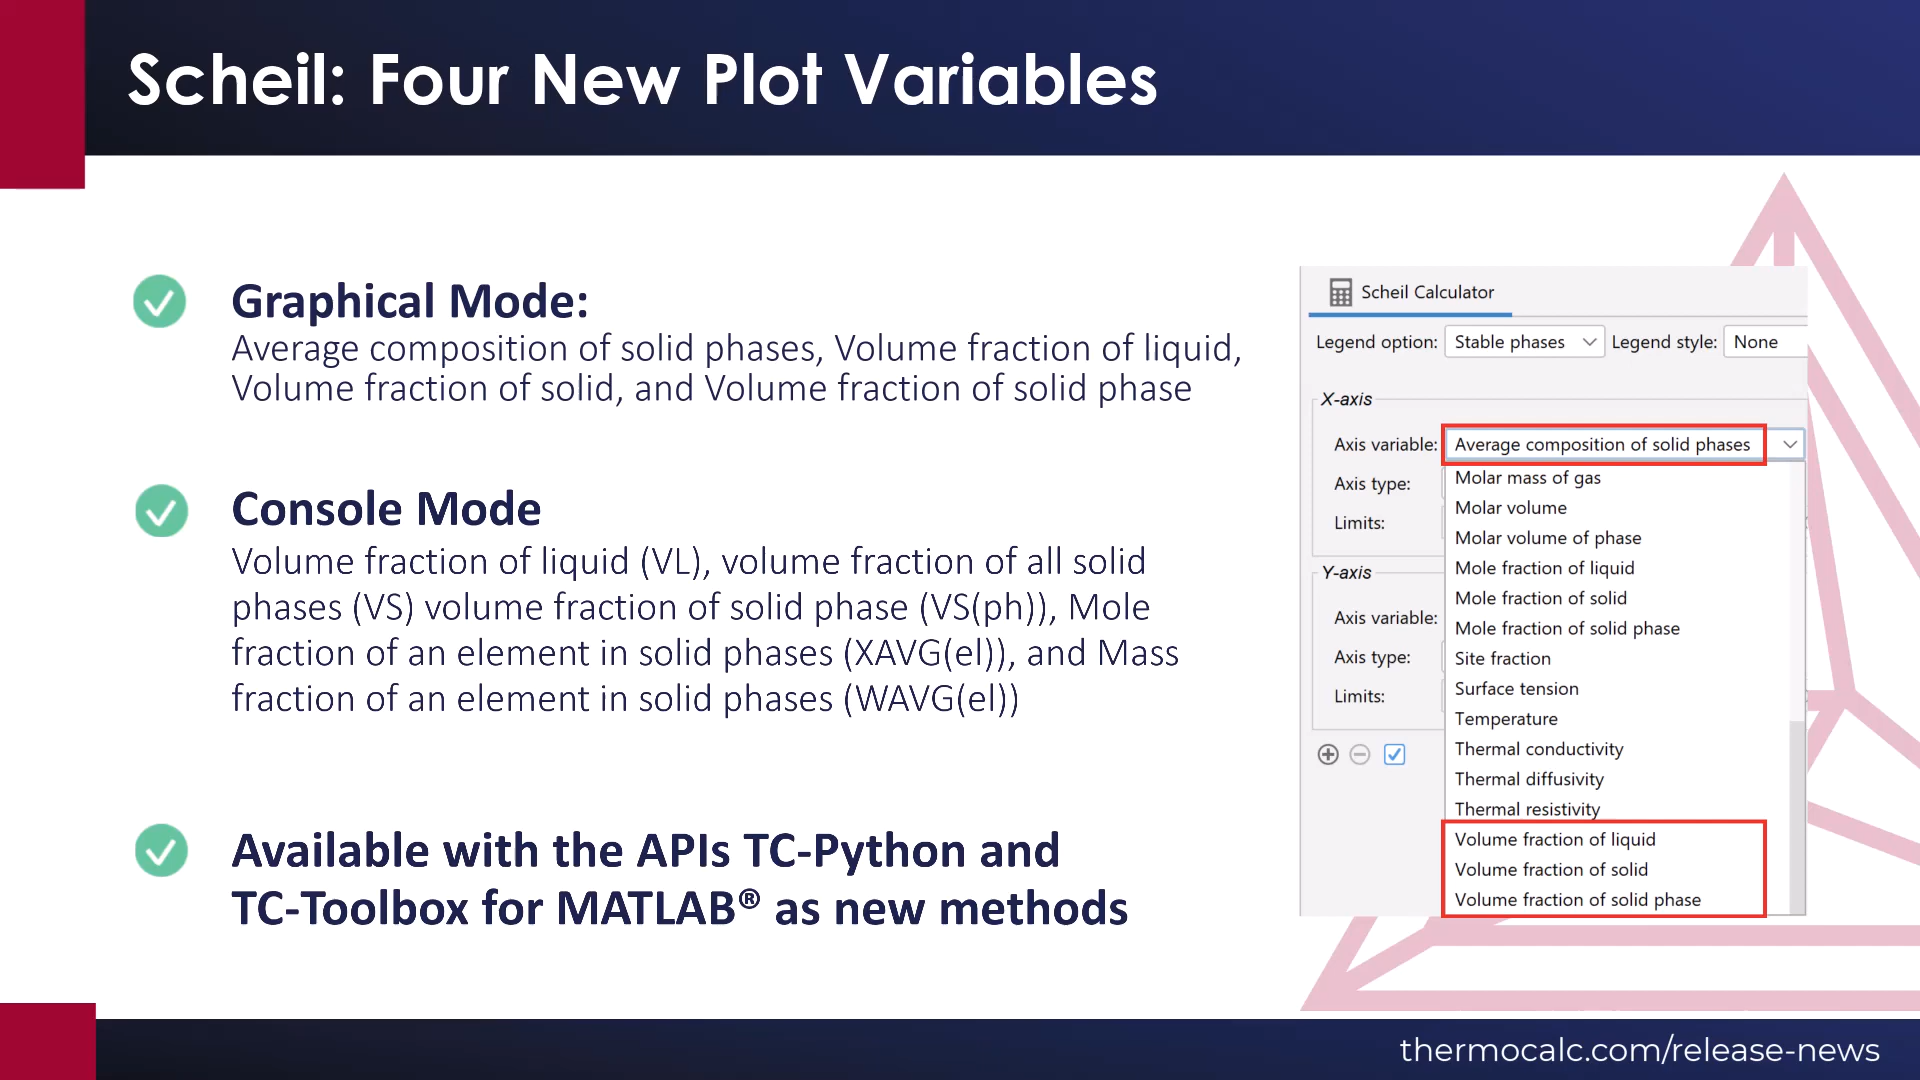 Scheil: Four New Plot Variables
Graphical Mode:
Average composition of solid phases, Volume fraction of liquid,
Volume fraction of solid, and Volume fraction of solid phase
Console Mode
Volume fraction of liquid (VL), volume fraction of all solid
phases (VS) volume fraction of solid phase (VS(ph)), Mole
fraction of an element in solid phases (XAVG(el)), and Mass
fraction of an element in solid phases (WAVG(el))
Available with the APIs TC-Python and
TC-Toolbox for MATLAB® as new methods
Scheil Calculator
Legend option: Stable phases Legend style: None
X-axis
Axis variable: Average composition of solid phases
Axis type:
Limits:
Y-axis
Axis variable:
Axis type:
Limits:
Molar mass of gas
Molar volume
Molar volume of phase
Mole fraction of liquid
Mole fraction of solid
Mole fraction of solid phase
Site fraction
Surface tension
Temperature
Thermal conductivity
Thermal diffusivity
Thermal resistivity
Volume fraction of liquid
Volume fraction of solid
Volume fraction of solid phase
thermocalc.com/release-news